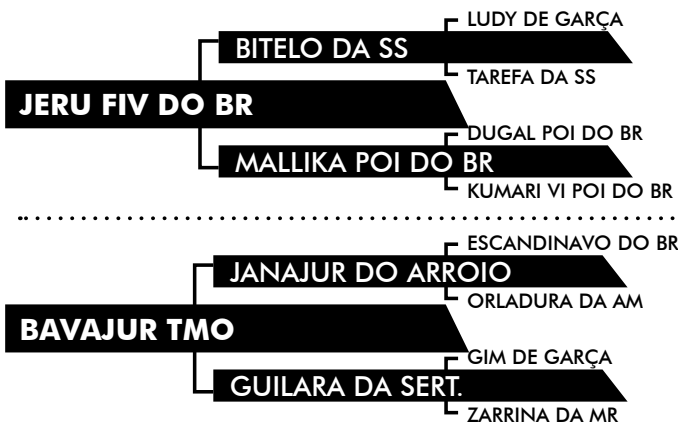 LUDY DE GARÇA
BITELO DA SS
TAREFA DA SS
JERU FIV DO BR
DUGAL POI DO BR
MALLIKA POI DO BR
KUMARI VI POI DO BR
ESCANDINAVO DO BR
JANAJUR DO ARROIO
ORLADURA DA AM
BAVAJUR TMO
GIM DE GARÇA
GUILARA DA SERT.
ZARRINA DA MR